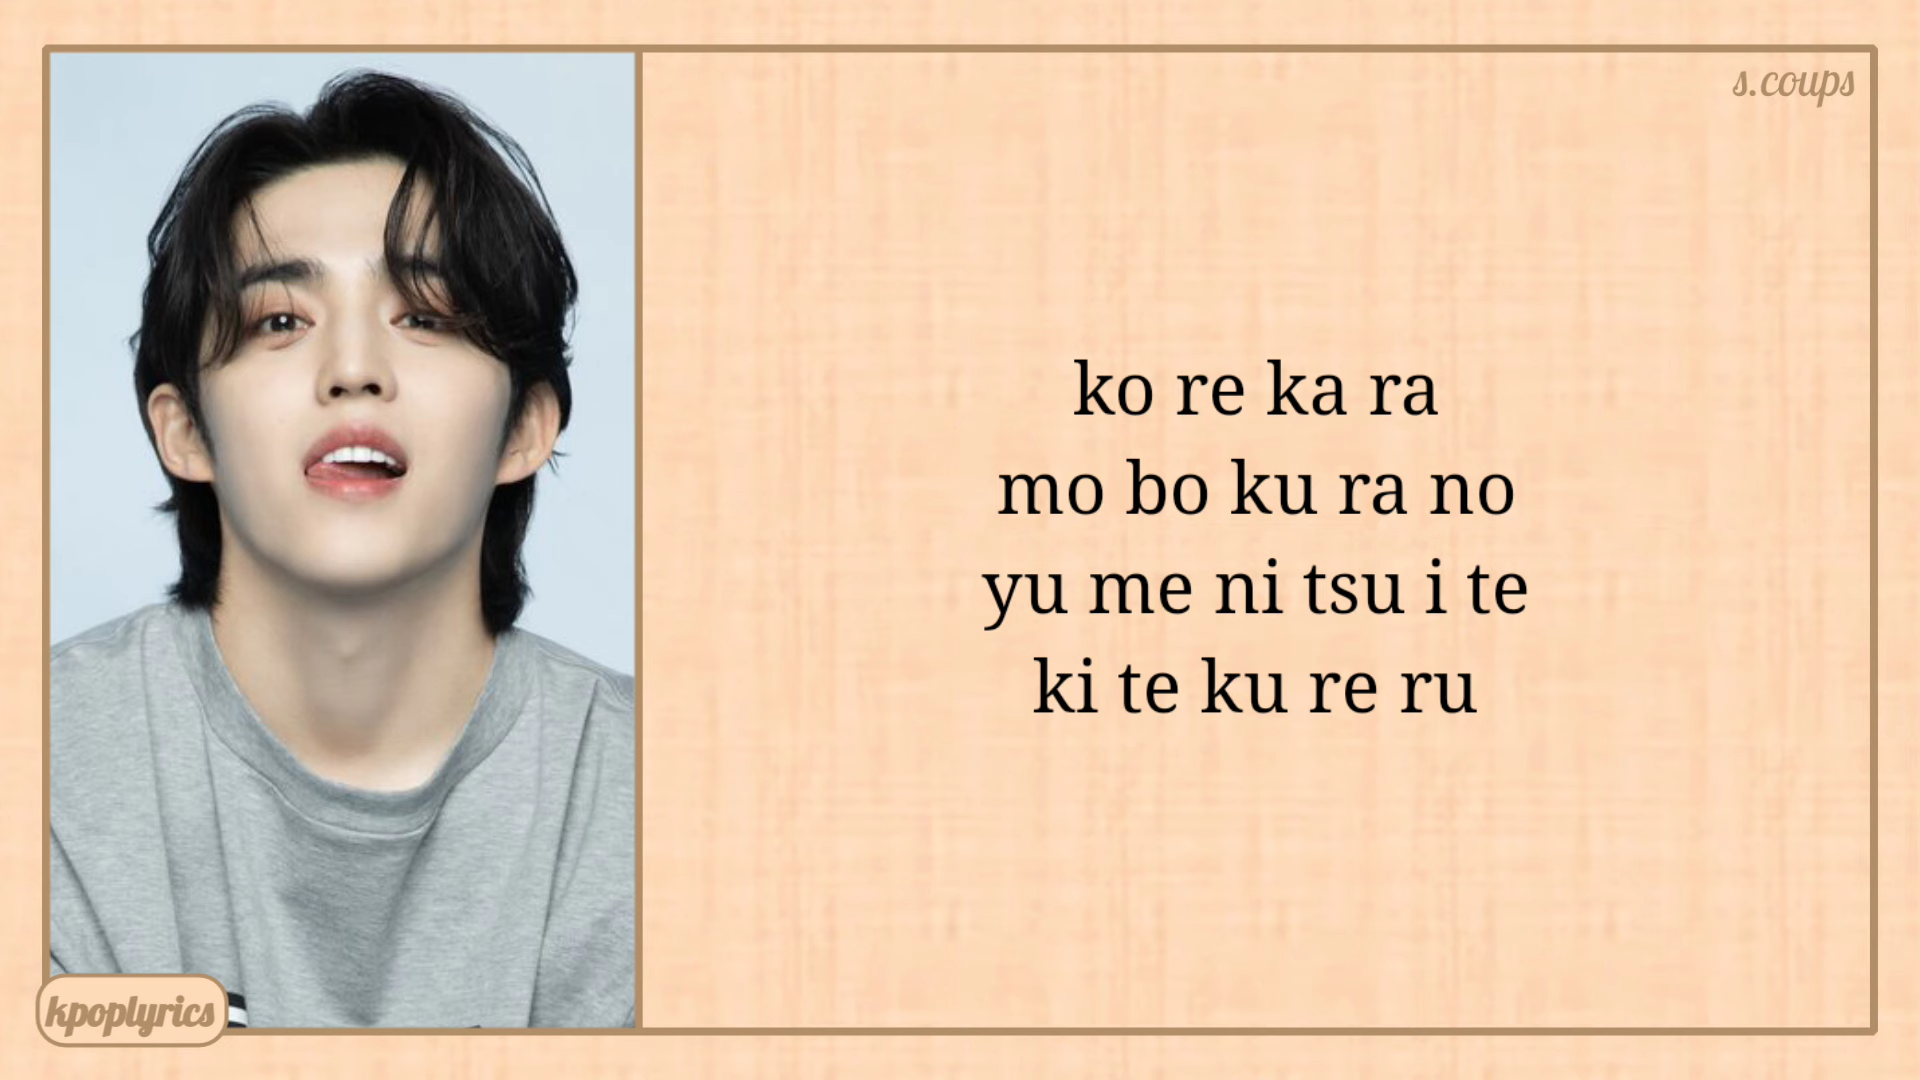 s.coups
ko re ka ra
mo bo ku ra no
yu me ni tsu i te
ki te ku re ru
kpoplyrics